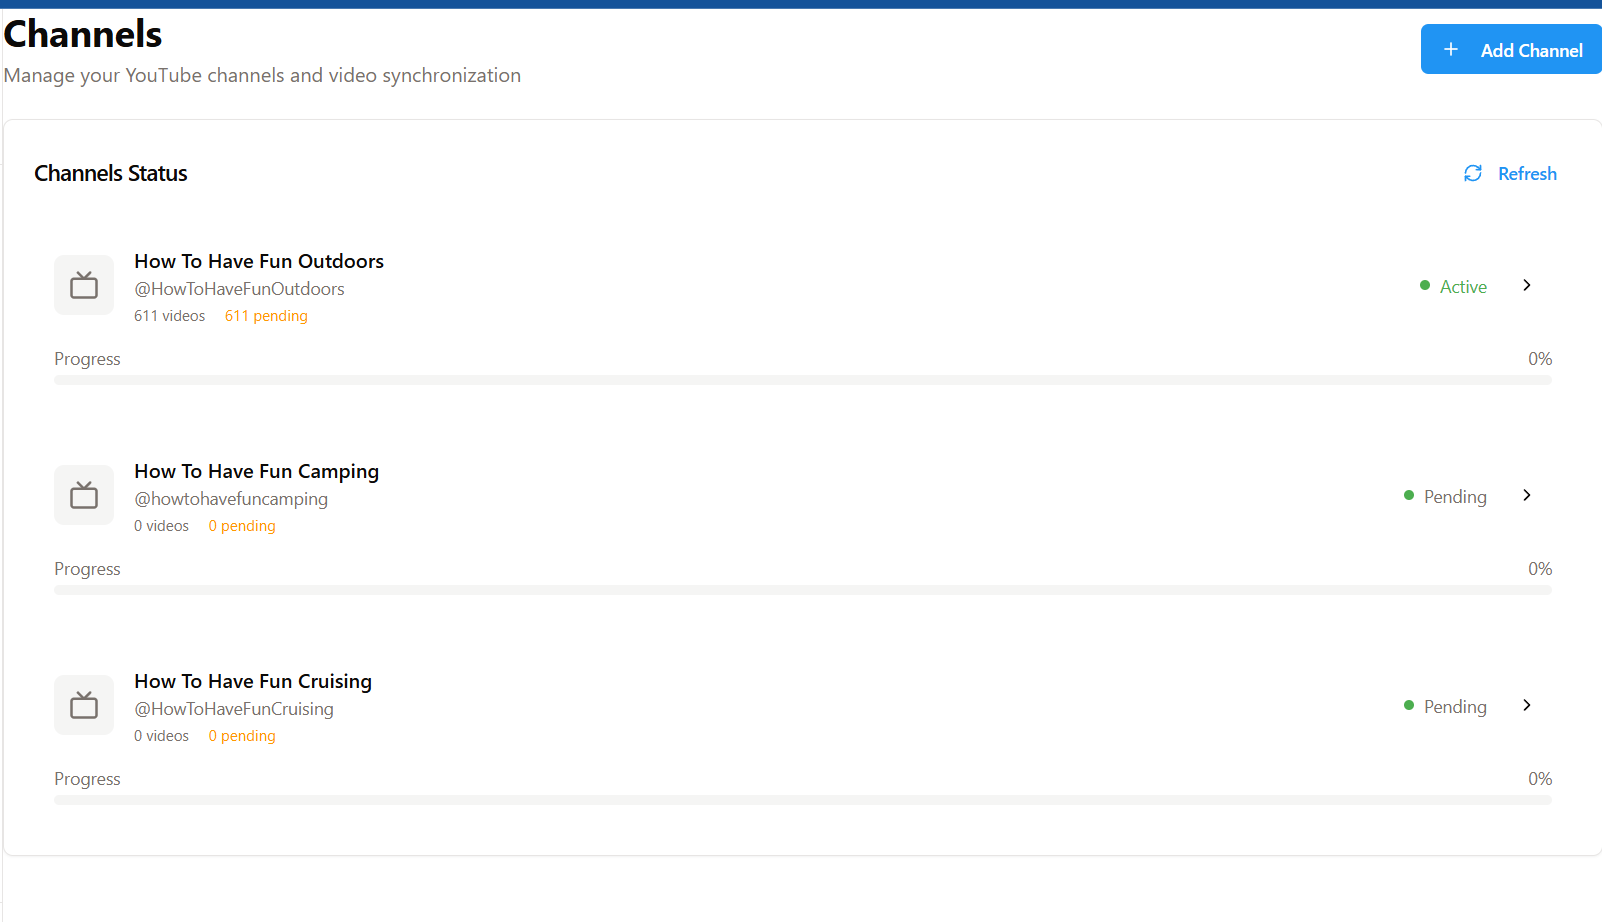 Channels
Manage your YouTube channels and video synchronization
Add Channel
Channels Status
Refresh
How To Have Fun Outdoors
@HowToHaveFunOutdoors
611 videos 611 pending
Active
Progress 0%
How To Have Fun Camping
@howtohavefuncamping
0 videos 0 pending
Pending
Progress 0%
How To Have Fun Cruising
@HowToHaveFunCruising
0 videos 0 pending
Pending
Progress 0%